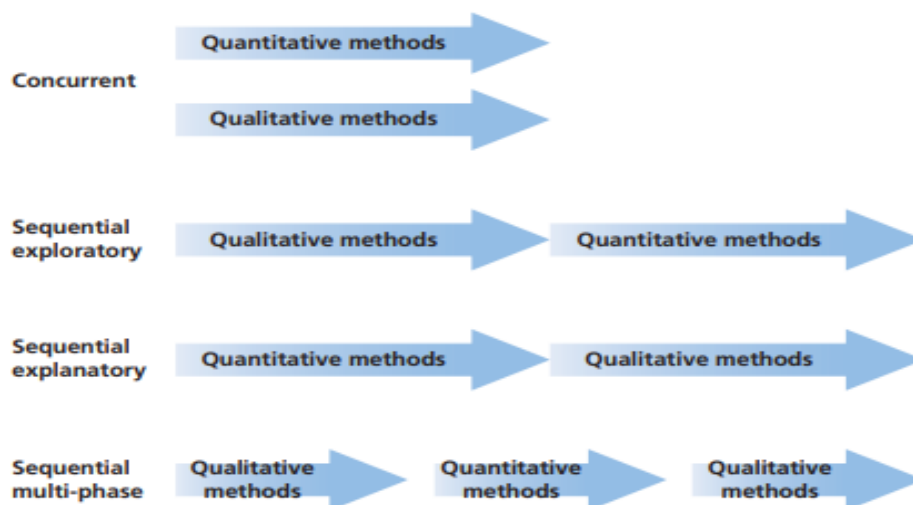 Quantitative methods
Concurrent
Qualitative methods
Sequential
exploratory
Qualitative methods
Quantitative methods
Sequential
explanatory
Quantitative methods
Qualitative methods
Sequential
multi-phase
Qualitative
methods
Quantitative
methods
Qualitative
methods